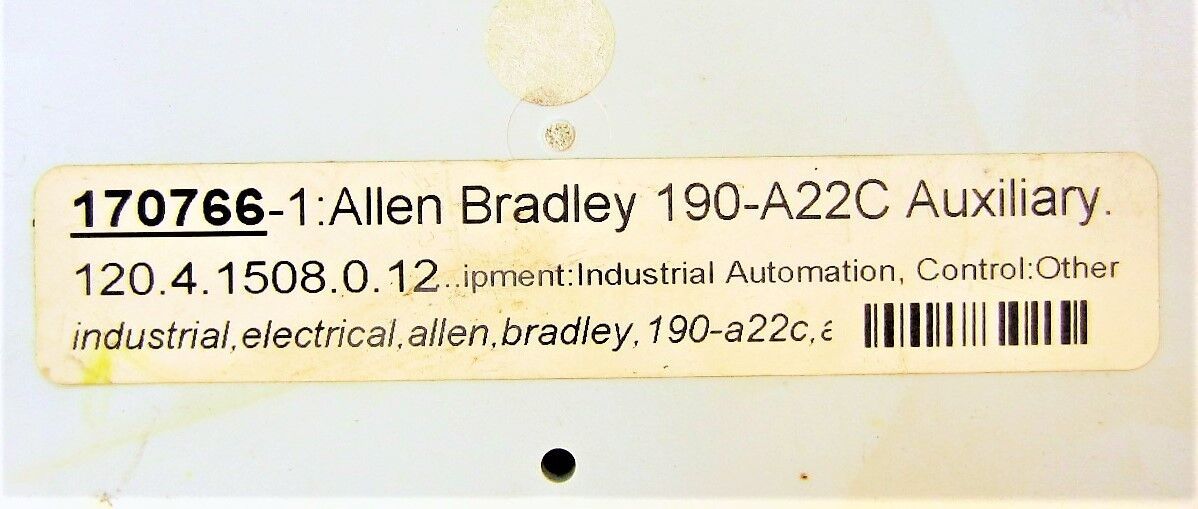 170766-1:Allen Bradley 190-A22C Auxiliary.
120.4.1508.0.12..ipment:Industrial Automation, Control:Other
industrial,electrical,allen,bradley,190-a22c,